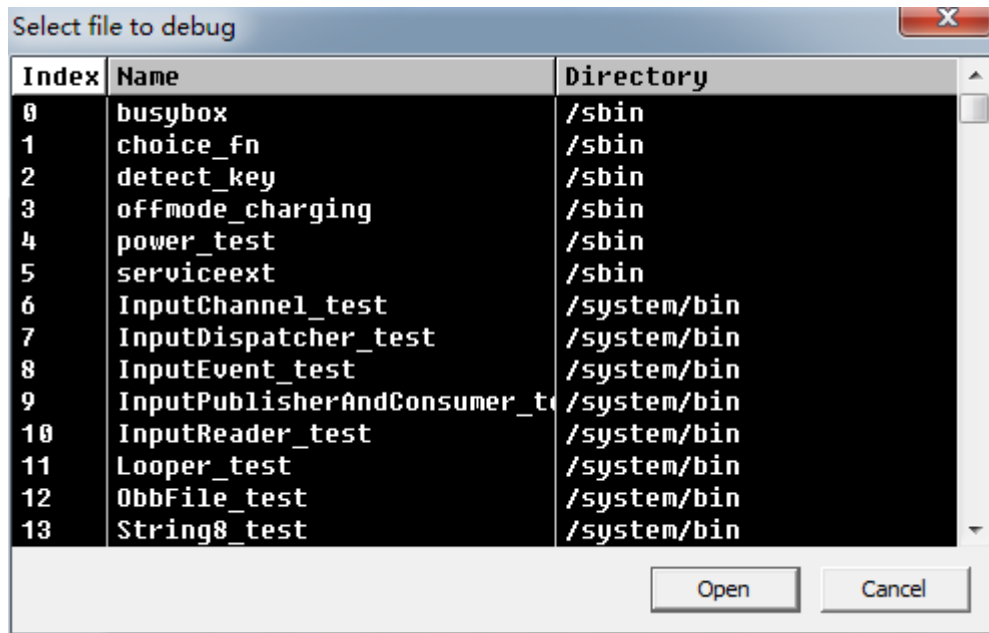 Select file to debug
Index Name Directory
0 busybox /sbin
1 choice_fn /sbin
2 detect_key /sbin
3 offmode_charging /sbin
4 power_test /sbin
5 serviceext /sbin
6 InputChannel_test /system/bin
7 InputDispatcher_test /system/bin
8 InputEvent_test /system/bin
9 InputPublisherAndConsumer_te /system/bin
10 InputReader_test /system/bin
11 Looper_test /system/bin
12 ObbFile_test /system/bin
13 String8_test /system/bin
Open Cancel